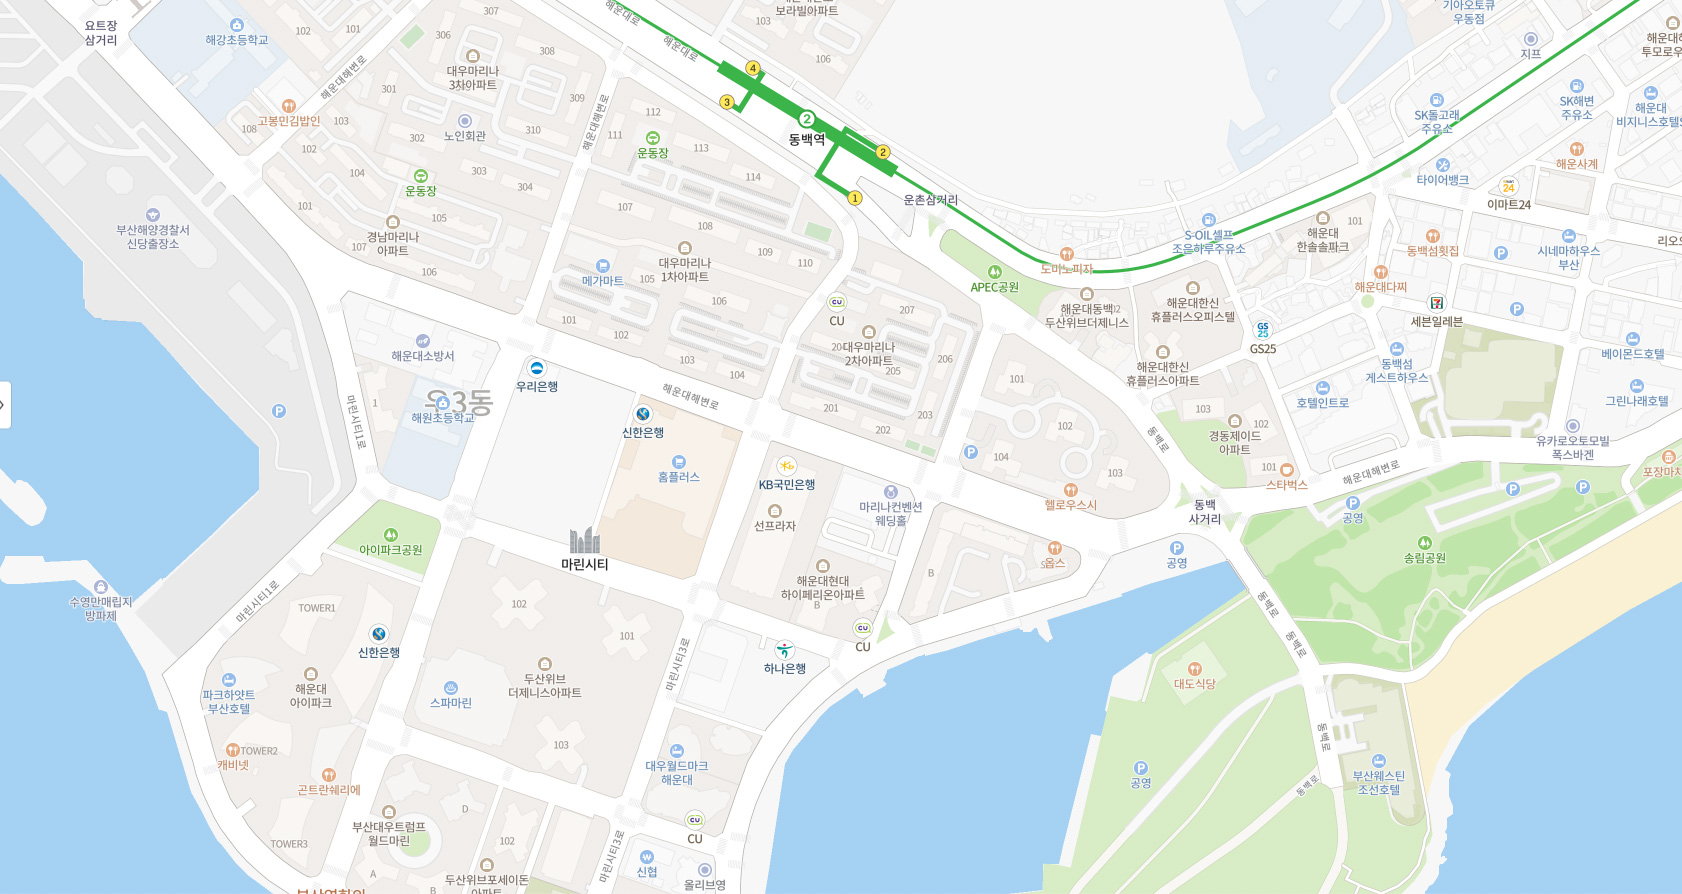 요트장
삼거리
해강초등학교
102
101
307
306
308
309
대우마리나
3차아파트
해운대해변로
고봉민김밥인
108
노인회관
302
103
104
303
304
운동장
경남마리나
아파트
101
107
106
부산해양경찰서
신당출장소
해운대로
해운대로
103
보라빌아파트
106
4
3
2
동백역
2
1
운촌삼거리
해운대해변로
112
운동장
113
114
107
108
109
110
대우마리나
1차아파트
메가마트
105
106
101
102
103
104
CU
207
대우마리나
2차아파트
206
205
201
202
203
APEC공원
도미노피자
S-OIL셀프
조은하루주유소
해운대동백
두산위브더제니스
해운대한신
휴플러스오피스텔
해운대한신
휴플러스아파트
기아오토큐
우동점
지프
SK돌고래
주유소
SK해변
주유소
해운대
비지니스호텔
해운사계
타이어뱅크
이마트24
해운대
한솔솔파크
101
동백섬횟집
시네마하우스
부산
해운대다찌
세븐일레븐
GS25
동백섬
게스트하우스
베이몬드호텔
호텔인트로
그린나래호텔
유카로오토모빌
폭스바겐
포장마차
해운대해변로
103
경동제이드
아파트
102
101
스타벅스
동백로
101
102
104
103
헬로우스시
동백
사거리
공영
공영
송림공원
해운대소방서
우3동
해원초등학교
우리은행
마린시티1로
해운대해변로
신한은행
홈플러스
KB국민은행
선프라자
마리나컨벤션
웨딩홀
해운대현대
하이페리온아파트
B
B
옵스
아이파크공원
마린시티
마린시티1로
수영만매립지
방파제
TOWER1
신한은행
해운대
아이파크
파크하얏트
부산호텔
TOWER2
캐비넷
곤트란쉐리에
TOWER3
스파마린
102
101
두산위브
더제니스아파트
103
마린시티3로
하나은행
CU
대우월드마크
해운대
부산대우트럼프
월드마린
A
B
D
102
두산위브포세이돈
아파트
CU
신협
올리브영
마린시티3로
동백로
동백로
대도식당
동백로
동백로
공영
부산웨스틴
조선호텔